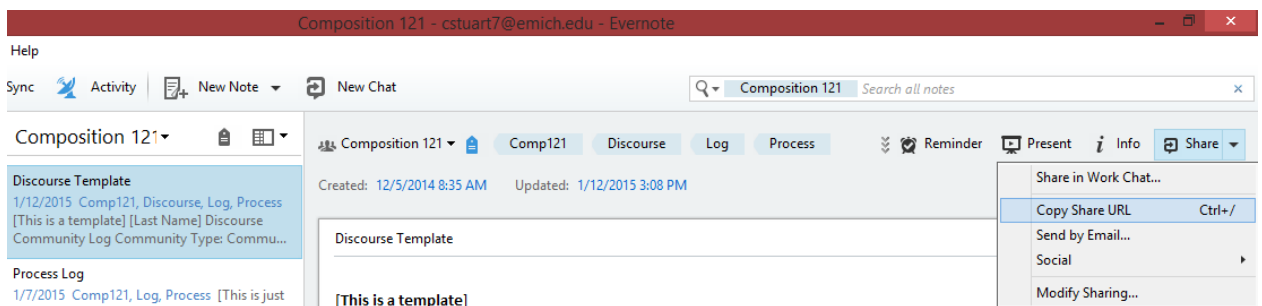 Composition 121 - cstuart7@emich.edu - Evernote
Help
Sync Activity New Note New Chat Composition 121 Search all notes
Composition 121
Composition 121 Comp121 Discourse Log Process Reminder Present i Info Share
Discourse Template
1/12/2015 Comp121, Discourse, Log, Process
[This is a template] [Last Name] Discourse
Community Log Community Type: Commu...
Process Log
1/7/2015 Comp121, Log, Process [This is just
Created: 12/5/2014 8:35 AM Updated: 1/12/2015 3:08 PM
Discourse Template
[This is a template]
Share in Work Chat...
Copy Share URL Ctrl+/
Send by Email...
Social
Modify Sharing...